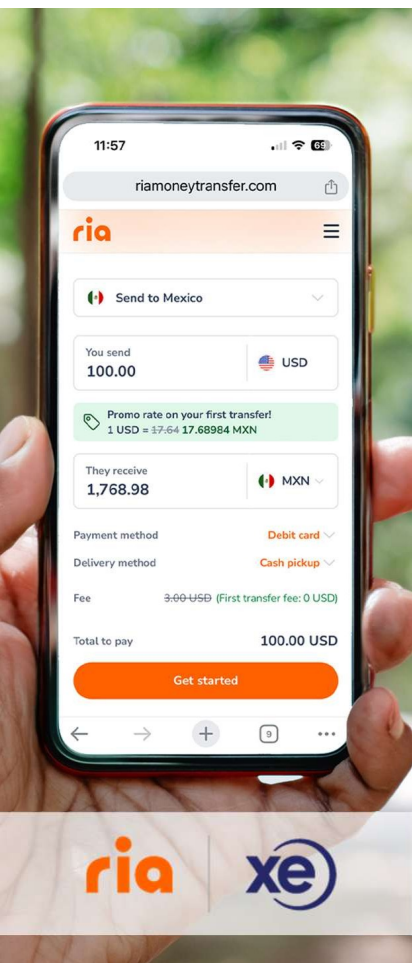 11:57
69
riamoneytransfer.com
ria
Send to Mexico
You send
100.00
USD
Promo rate on your first transfer!
1 USD = 17.64 17.68984 MXN
They receive
1,768.98
MXN
Payment method
Debit card
Delivery method
Cash pickup
Fee
3.00 USD (First transfer fee: 0 USD)
Total to pay
100.00 USD
Get started
9
ria
xe